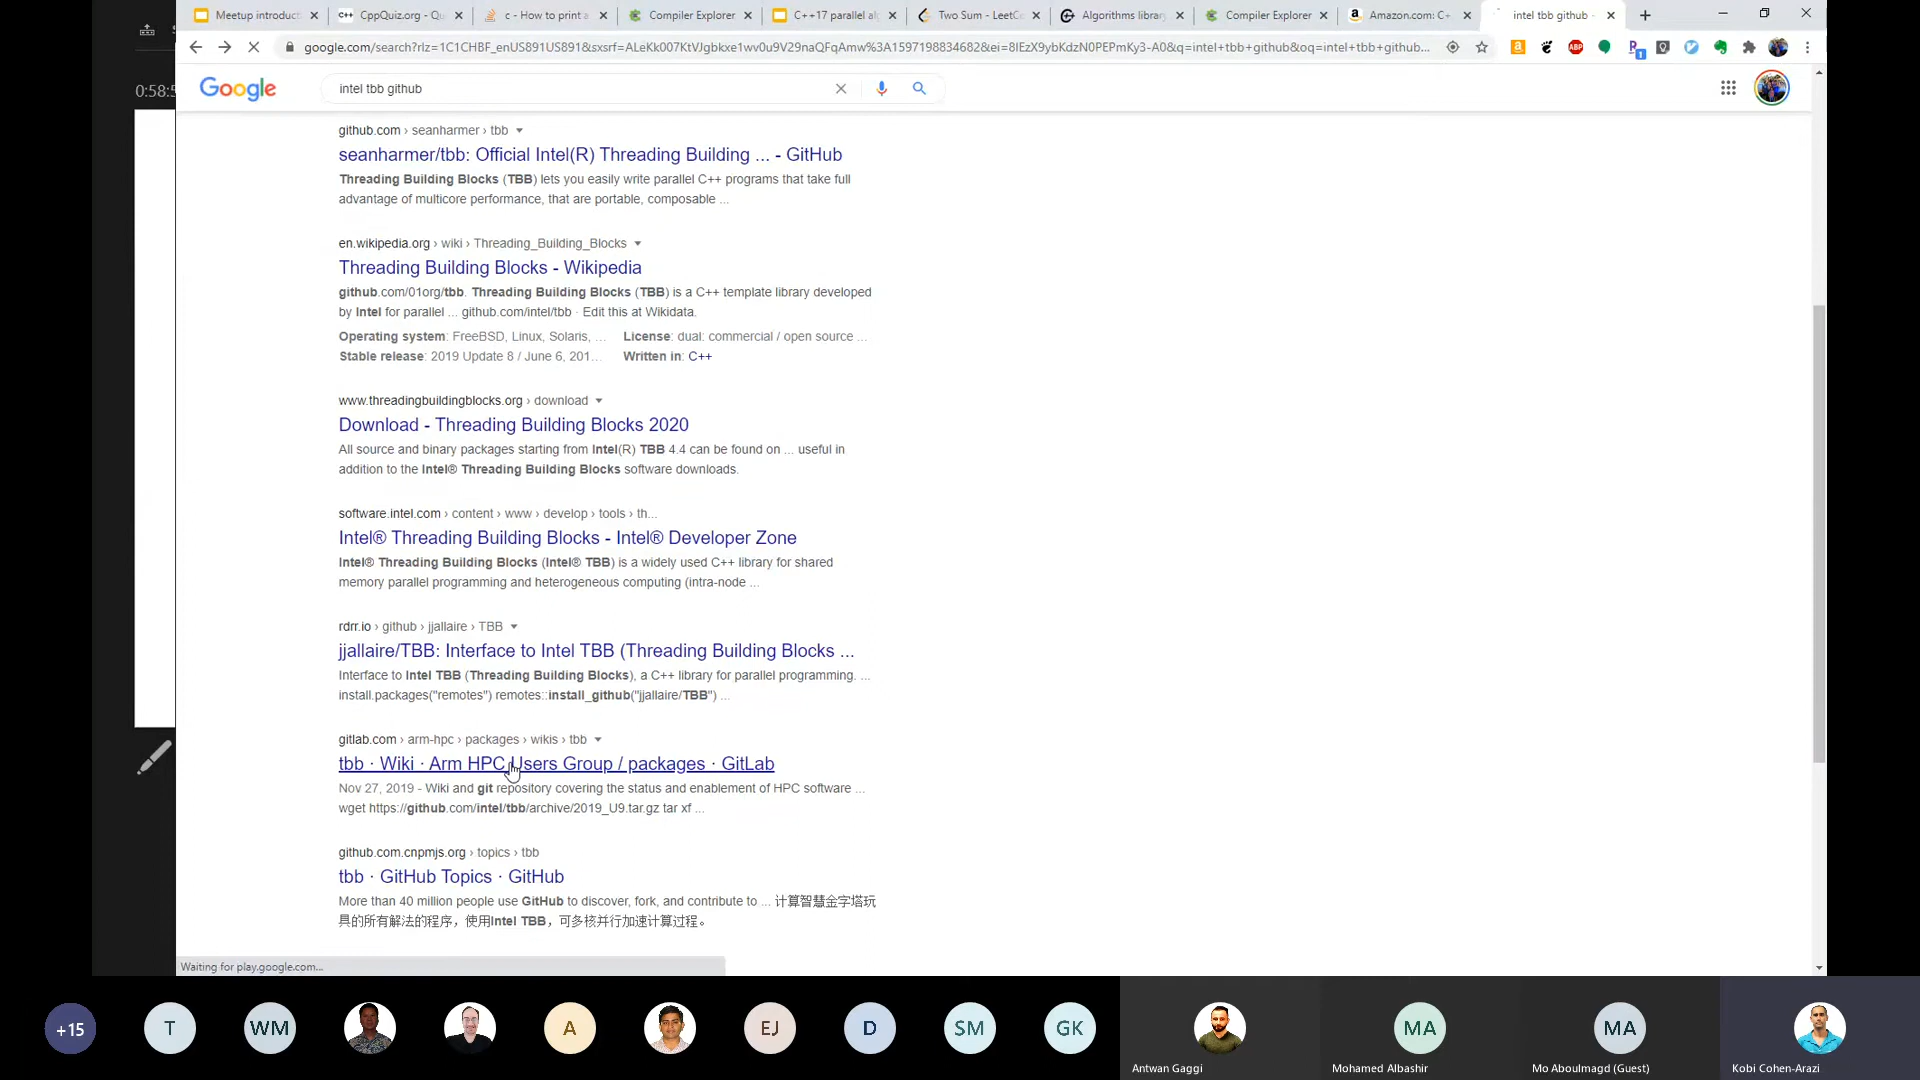 Meetup introduct
CppQuiz.org - Qu
c - How to print a
Compiler Explorer
C++17 parallel alg
Two Sum - LeetCo
Algorithms library
Compiler Explorer
Amazon.com: C+
intel tbb github -
google.com/search?rlz=1C1CHBF_enUS891US891&sxsrf=ALeKk007KtVJgbkxe1wv0u9V29naQFqAmw%3A1597198834682&ei=8lEzX9ybKdzN0PEPmKy3-A0&q=intel+tbb+github&oq=intel+tbb+github...
Google
intel tbb github
0:58:5
github.com › seanharmer › tbb
seanharmer/tbb: Official Intel(R) Threading Building ... - GitHub
Threading Building Blocks (TBB) lets you easily write parallel C++ programs that take full
advantage of multicore performance, that are portable, composable ...
en.wikipedia.org › wiki › Threading_Building_Blocks
Threading Building Blocks - Wikipedia
github.com/01org/tbb. Threading Building Blocks (TBB) is a C++ template library developed
by Intel for parallel ... github.com/intel/tbb · Edit this at Wikidata.
Operating system: FreeBSD, Linux, Solaris, ... License: dual: commercial / open source ...
Stable release: 2019 Update 8 / June 6, 201... Written in: C++
www.threadingbuildingblocks.org › download
Download - Threading Building Blocks 2020
All source and binary packages starting from Intel(R) TBB 4.4 can be found on ... useful in
addition to the Intel® Threading Building Blocks software downloads.
software.intel.com › content › www › develop › tools › th...
Intel® Threading Building Blocks - Intel® Developer Zone
Intel® Threading Building Blocks (Intel® TBB) is a widely used C++ library for shared
memory parallel programming and heterogeneous computing (intra-node ...
rdrr.io › github › jjallaire › TBB
jjallaire/TBB: Interface to Intel TBB (Threading Building Blocks ...
Interface to Intel TBB (Threading Building Blocks), a C++ library for parallel programming. ...
install.packages("remotes") remotes::install_github("jjallaire/TBB") ...
gitlab.com › arm-hpc › packages › wikis › tbb
tbb · Wiki · Arm HPC Users Group / packages · GitLab
Nov 27, 2019 - Wiki and git repository covering the status and enablement of HPC software ...
wget https://github.com/intel/tbb/archive/2019_U9.tar.gz tar xf ...
github.com.cnpmjs.org › topics › tbb
tbb · GitHub Topics · GitHub
More than 40 million people use GitHub to discover, fork, and contribute to ... 计算智慧金字塔玩
具的所有解法的程序，使用Intel TBB，可多核并行加速计算过程。
Waiting for play.google.com...
+15
T
WM
A
EJ
D
SM
GK
MA
MA
Antwan Gaggi
Mohamed Albashir
Mo Aboulmagd (Guest)
Kobi Cohen-Arazi